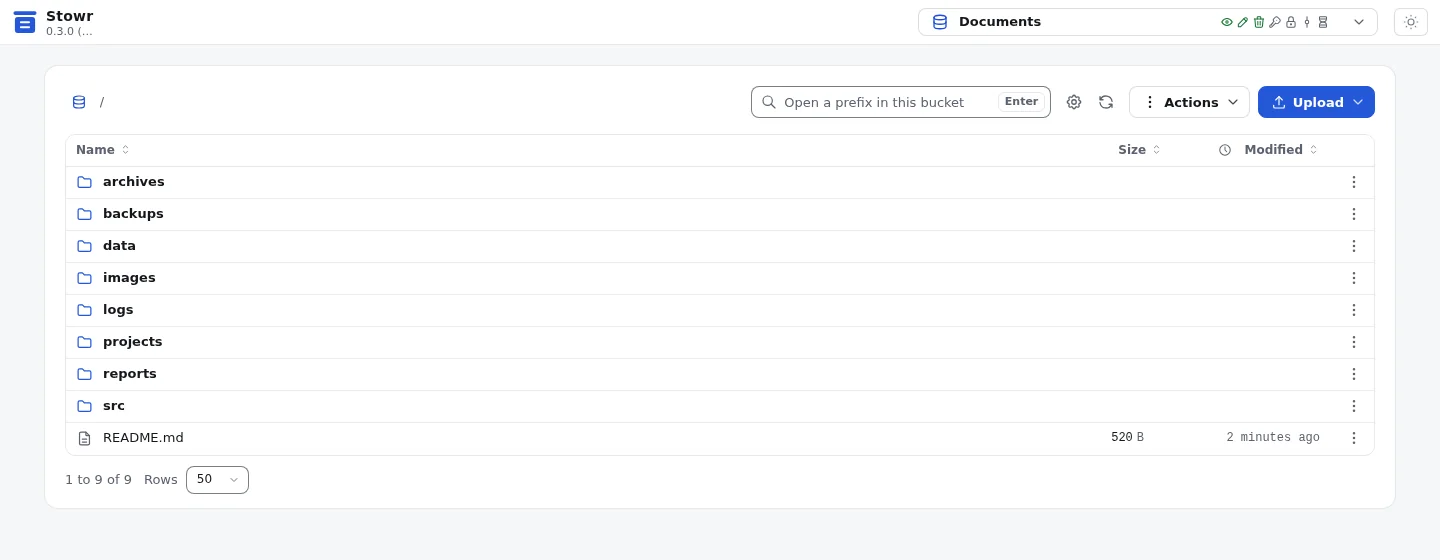 Stowr
0.3.0 (...
Documents
/
Open a prefix in this bucket
Enter
Actions
Upload
Name
Size
Modified
archives
backups
data
images
logs
projects
reports
src
README.md
520 B
2 minutes ago
1 to 9 of 9
Rows
50